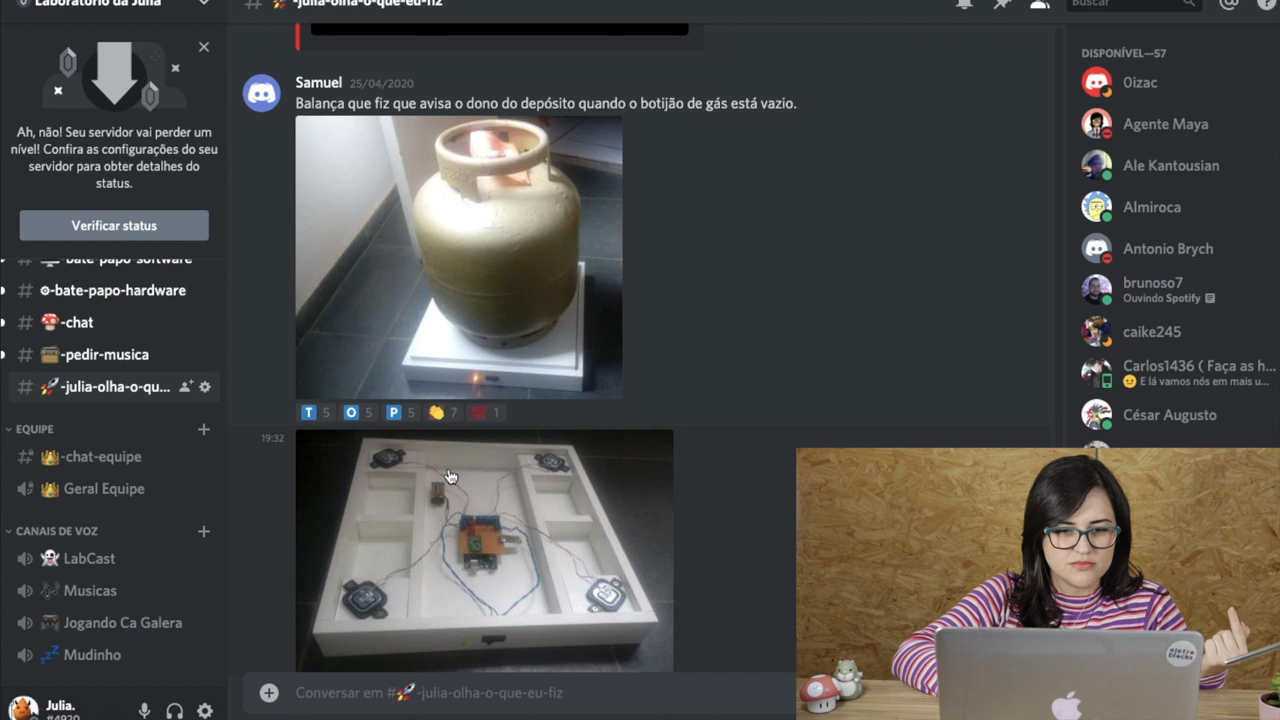 Laboratório da Julia
-julia-olha-o-que-eu-fiz
Buscar
Ah, não! Seu servidor vai perder um
nível! Confira as configurações do seu
servidor para obter detalhes do
status.
Verificar status
# -bate-papo-software
# ⚙-bate-papo-hardware
# 🍄-chat
# 📻-pedir-musica
# 🚀-julia-olha-o-qu...
EQUIPE
# 👑-chat-equipe
👑 Geral Equipe
CANAIS DE VOZ
👻 LabCast
🎶 Musicas
🎮 Jogando Ca Galera
💤 Mudinho
Julia.
#4920
Samuel 25/04/2020
Balança que fiz que avisa o dono do depósito quando o botijão de gás está vazio.
T 5 O 5 P 5 👏 7 💯 1
19:32
Conversar em #🚀-julia-olha-o-que-eu-fiz
DISPONÍVEL—57
0izac
Agente Maya
Ale Kantousian
Almiroca
Antonio Brych
brunoso7
Ouvindo Spotify
caike245
Carlos1436 ( Faça as h...
😐 E lá vamos nós em mais u...
César Augusto
eletro
blocks